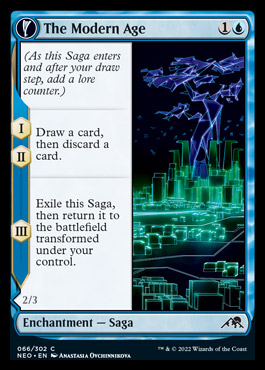 The Modern Age 1
(As this Saga enters
and after your draw
step, add a lore
counter.)
I
II
Draw a card,
then discard a
card.
III
Exile this Saga,
then return it to
the battlefield
transformed
under your
control.
2/3
Enchantment — Saga
066/302 C
NEO • EN ANASTASIA OVCHINNIKOVA
™ & © 2022 Wizards of the Coast